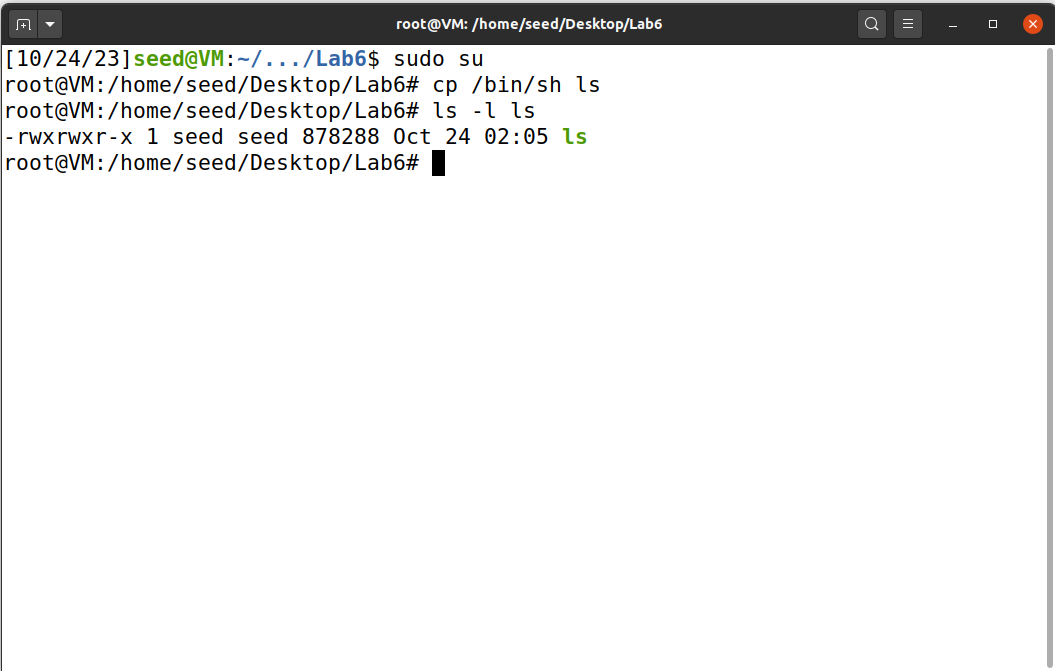 root@VM: /home/seed/Desktop/Lab6
[10/24/23]seed@VM:~/.../Lab6$ sudo su
root@VM:/home/seed/Desktop/Lab6# cp /bin/sh ls
root@VM:/home/seed/Desktop/Lab6# ls -l ls
-rwxrwxr-x 1 seed seed 878288 Oct 24 02:05 ls
root@VM:/home/seed/Desktop/Lab6#